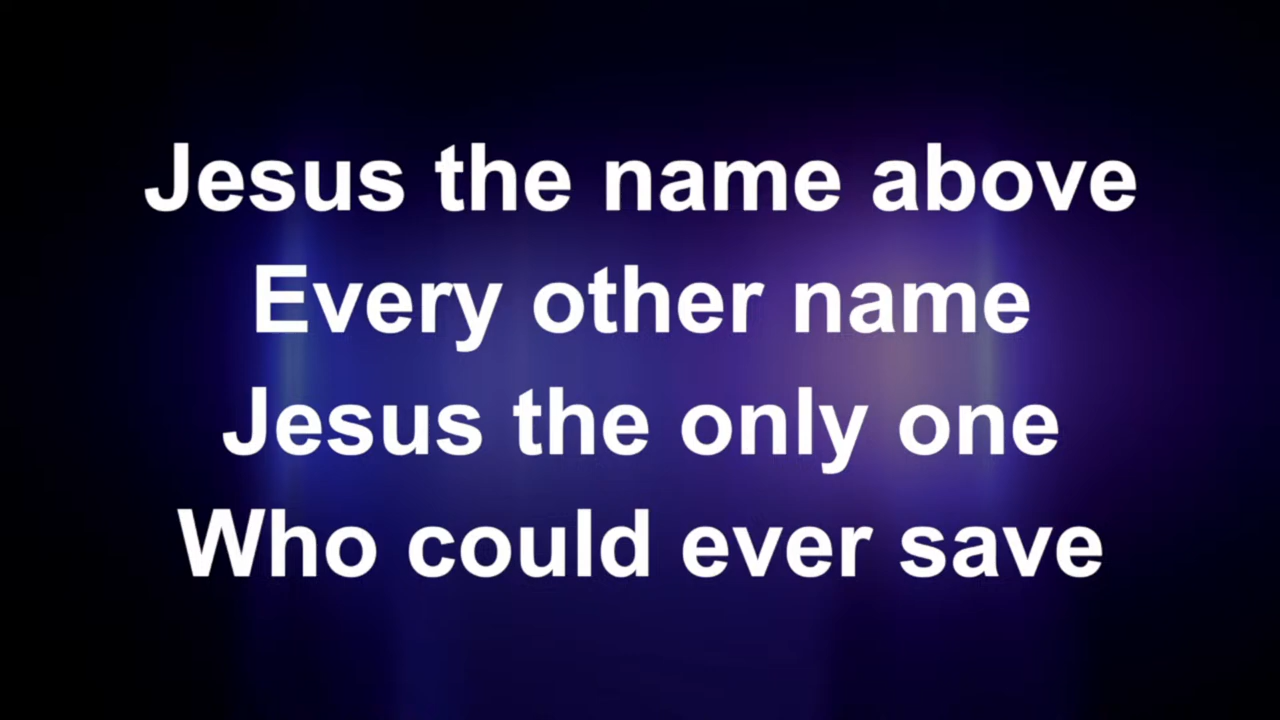 Jesus the name above
Every other name
Jesus the only one
Who could ever save